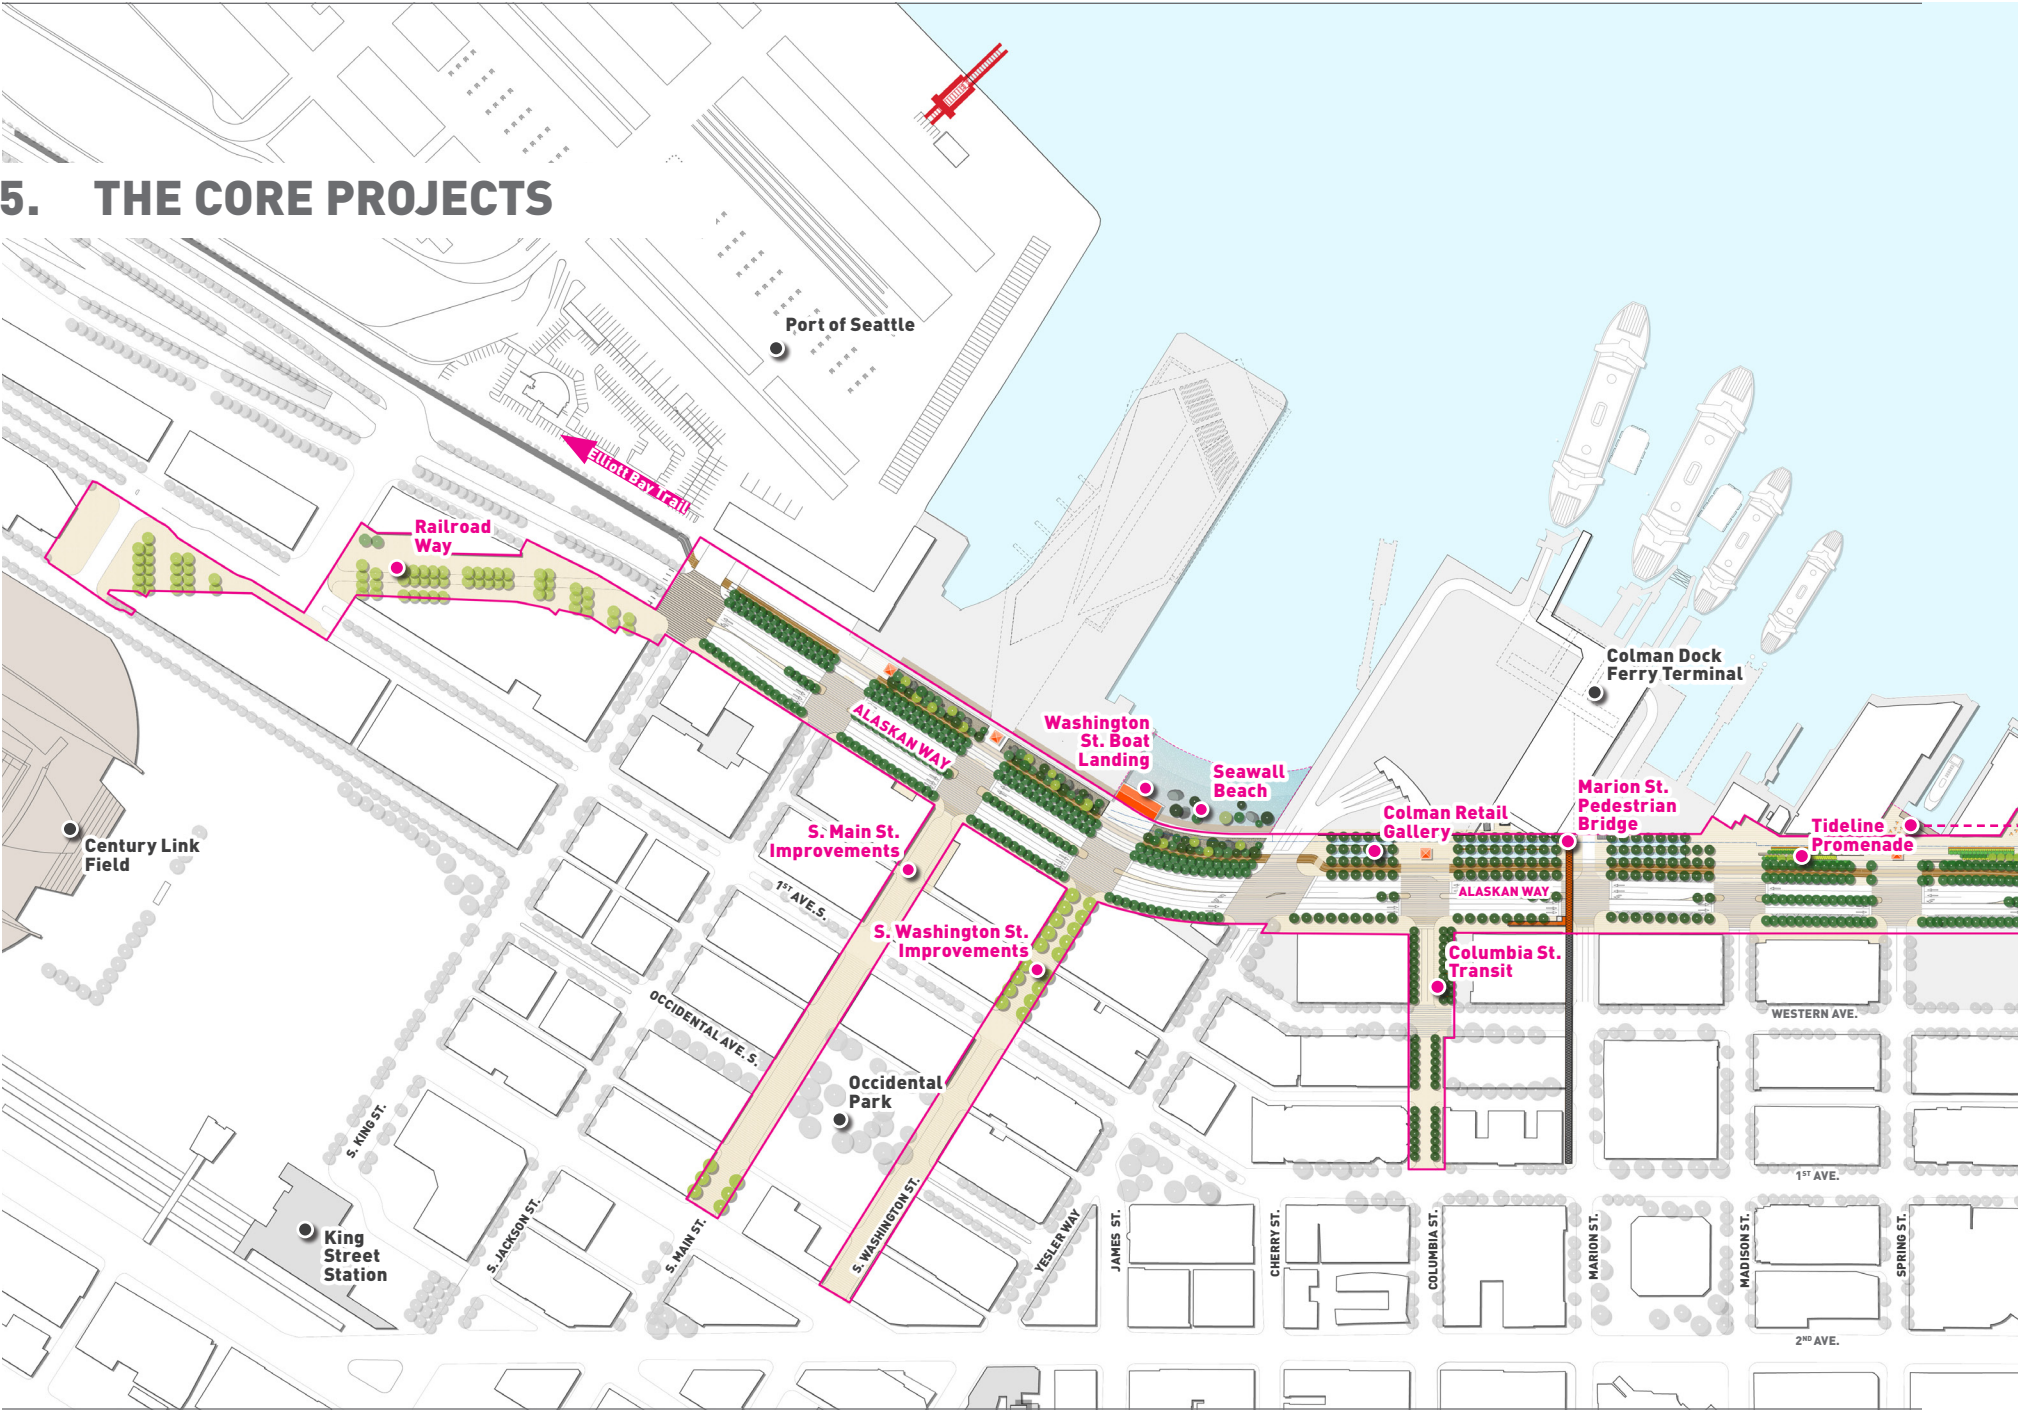 5. THE CORE PROJECTS
Port of Seattle
Elliott Bay Trail
Railroad
Way
Colman Dock
Ferry Terminal
ALASKAN WAY
Washington
St. Boat
Landing
Seawall
Beach
Marion St.
Pedestrian
Bridge
Colman Retail
Gallery
Tideline
Promenade
S. Main St.
Improvements
Century Link
Field
1ST AVE.S.
ALASKAN WAY
S. Washington St.
Improvements
Columbia St.
Transit
OCCIDENTAL AVE. S.
WESTERN AVE.
Occidental
Park
S. KING ST.
1ST AVE.
King
Street
Station
S. JACKSON ST.
S. MAIN ST.
S. WASHINGTON ST.
YESLER WAY
JAMES ST.
CHERRY ST.
COLUMBIA ST.
MARION ST.
MADISON ST.
SPRING ST.
2ND AVE.